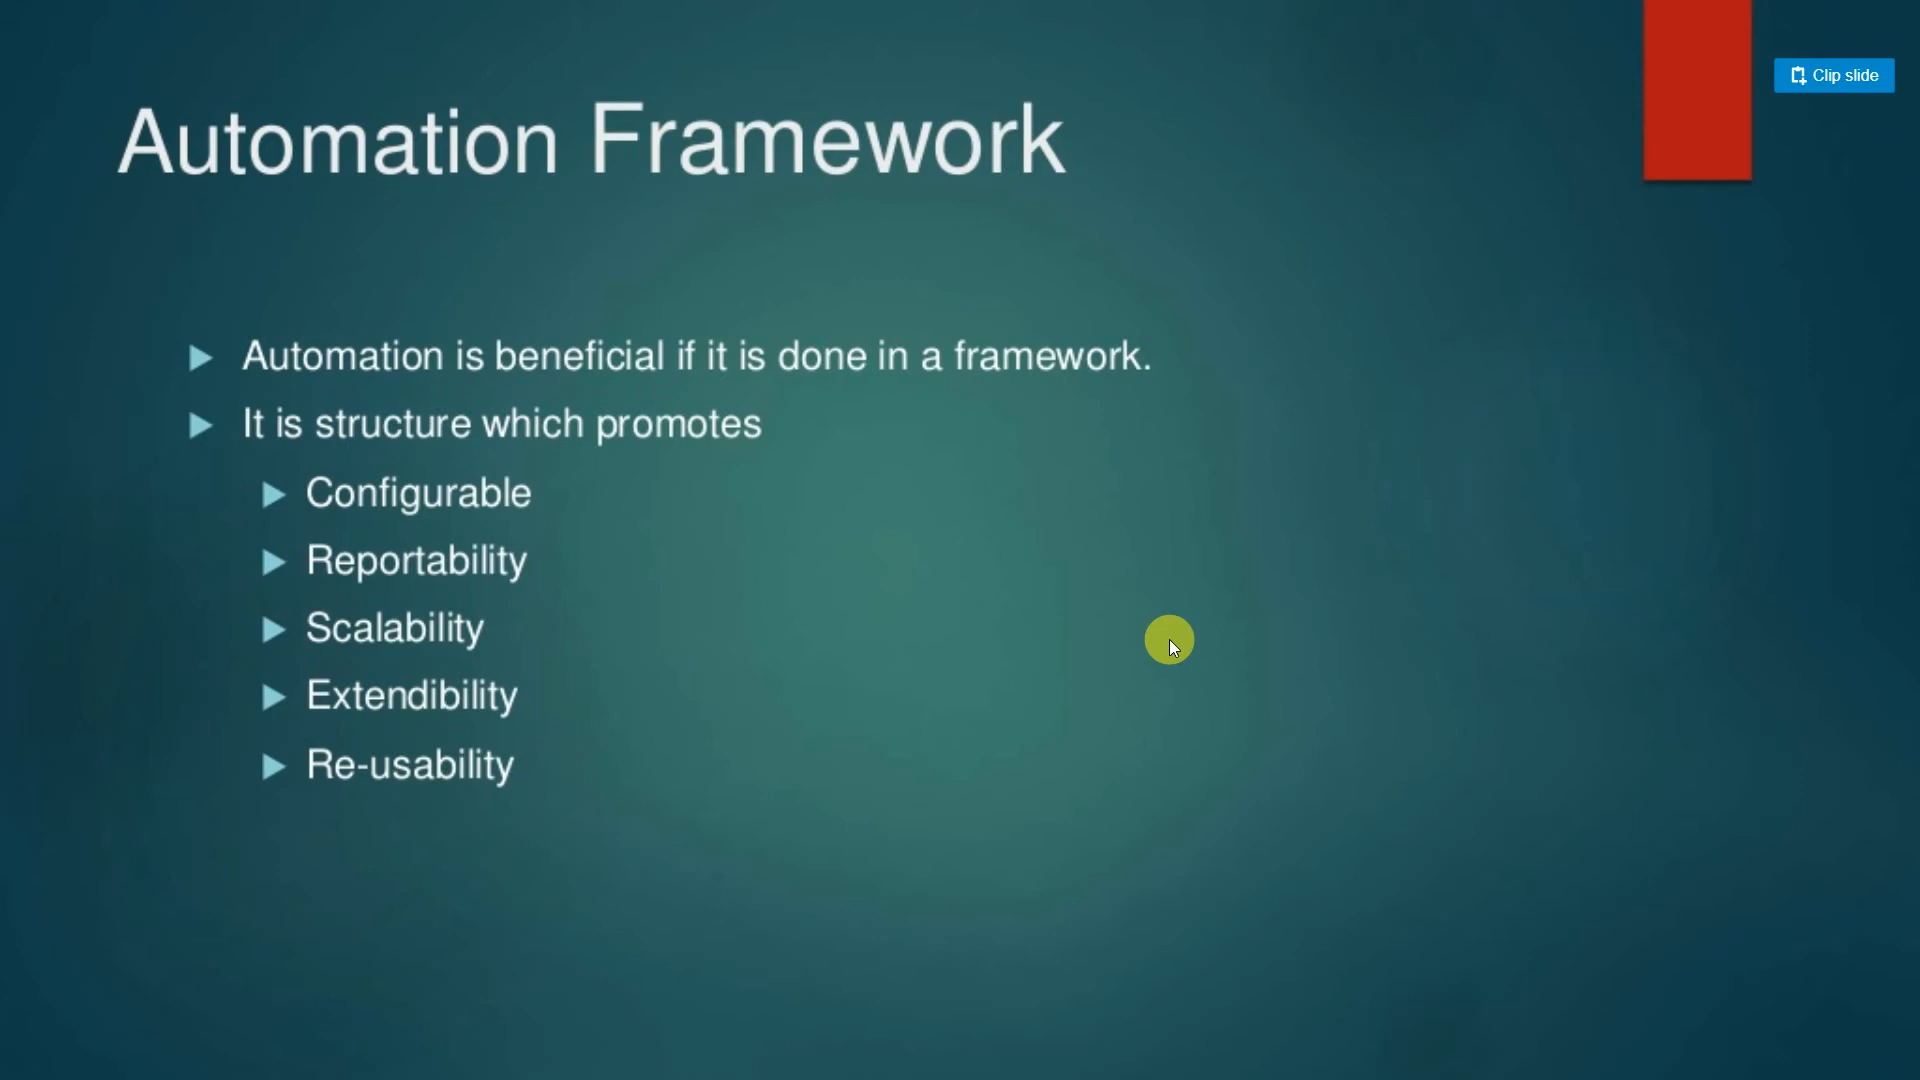 Clip slide
Automation Framework
Automation is beneficial if it is done in a framework.
It is structure which promotes
Configurable
Reportability
Scalability
Extendibility
Re-usability